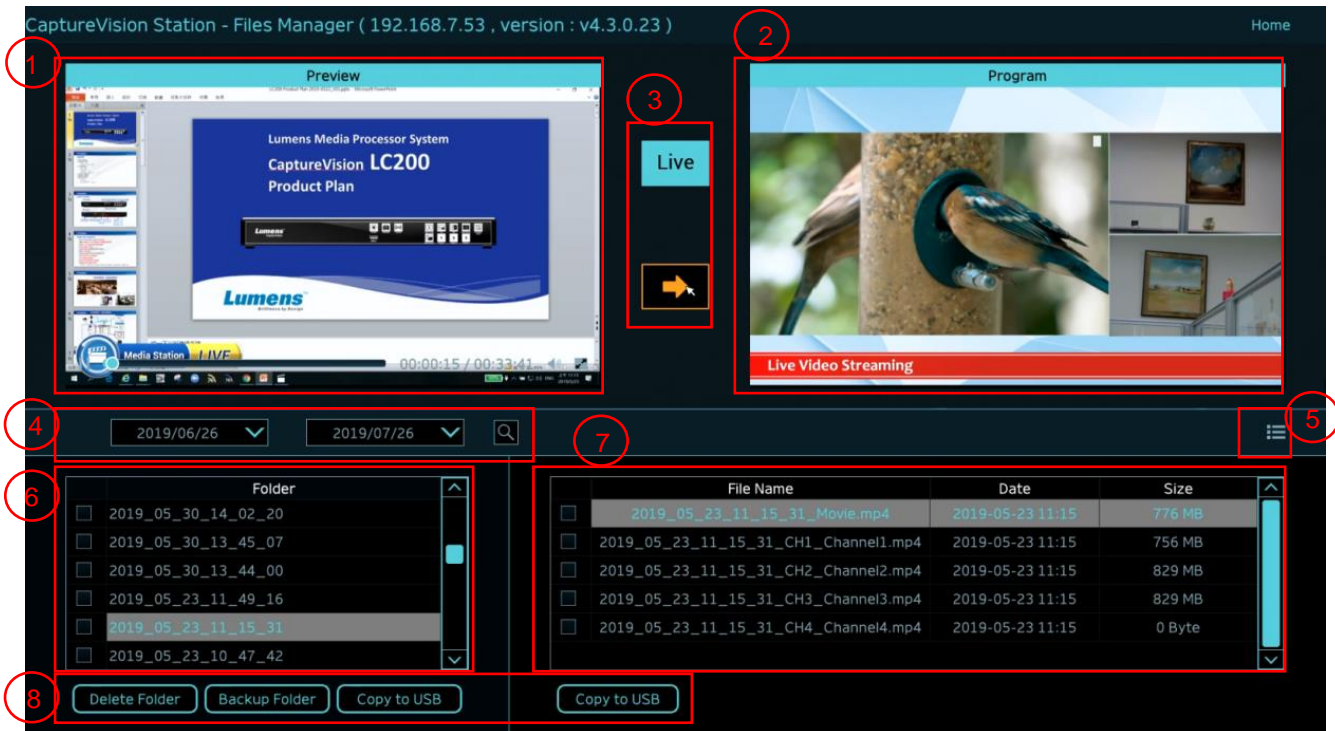 CaptureVision Station - Files Manager ( 192.168.7.53 , version : v4.3.0.23 )
Home
1
2
3
Preview
Program
Lumens Media Processor System
CaptureVision LC200
Product Plan
Lumens
Lumens
Media Station LIVE
00:00:15 / 00:33:41
Live
Live Video Streaming
4
2019/06/26
2019/07/26
7
5
6
Folder
2019_05_30_14_02_20
2019_05_30_13_45_07
2019_05_30_13_44_00
2019_05_23_11_49_16
2019_05_23_11_15_31
2019_05_23_10_47_42
File Name Date Size
2019_05_23_11_15_31_Movie.mp4 2019-05-23 11:15 776 MB
2019_05_23_11_15_31_CH1_Channel1.mp4 2019-05-23 11:15 756 MB
2019_05_23_11_15_31_CH2_Channel2.mp4 2019-05-23 11:15 829 MB
2019_05_23_11_15_31_CH3_Channel3.mp4 2019-05-23 11:15 829 MB
2019_05_23_11_15_31_CH4_Channel4.mp4 2019-05-23 11:15 0 Byte
8
Delete Folder Backup Folder Copy to USB
Copy to USB